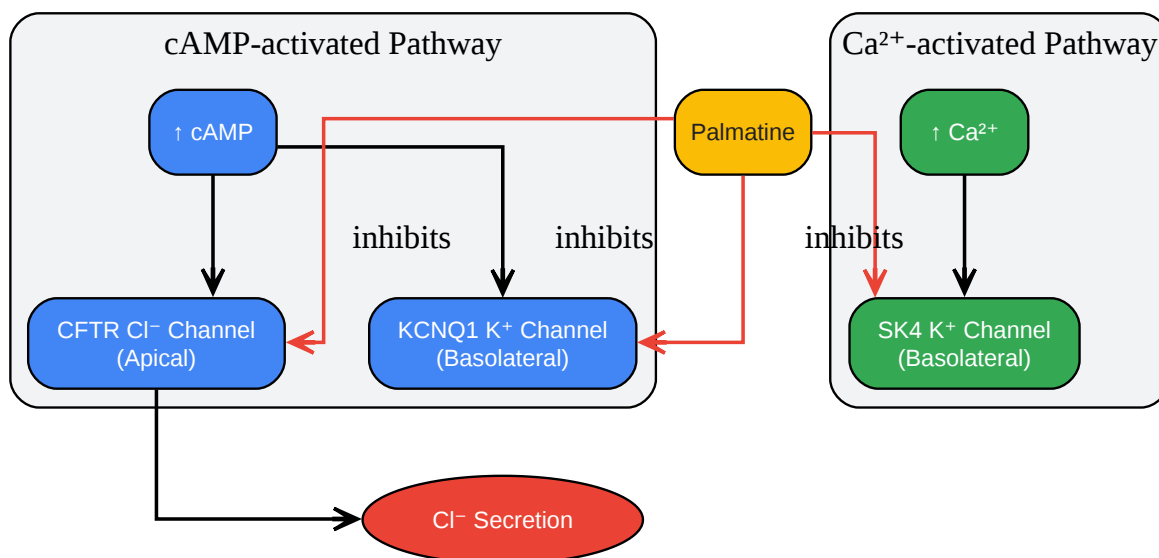 cAMP-activated Pathway
Ca²⁺-activated Pathway
↑ cAMP
Palmatine
↑ Ca²⁺
inhibits
inhibits
inhibits
CFTR Cl⁻ Channel
(Apical)
KCNQ1 K⁺ Channel
(Basolateral)
SK4 K⁺ Channel
(Basolateral)
Cl⁻ Secretion